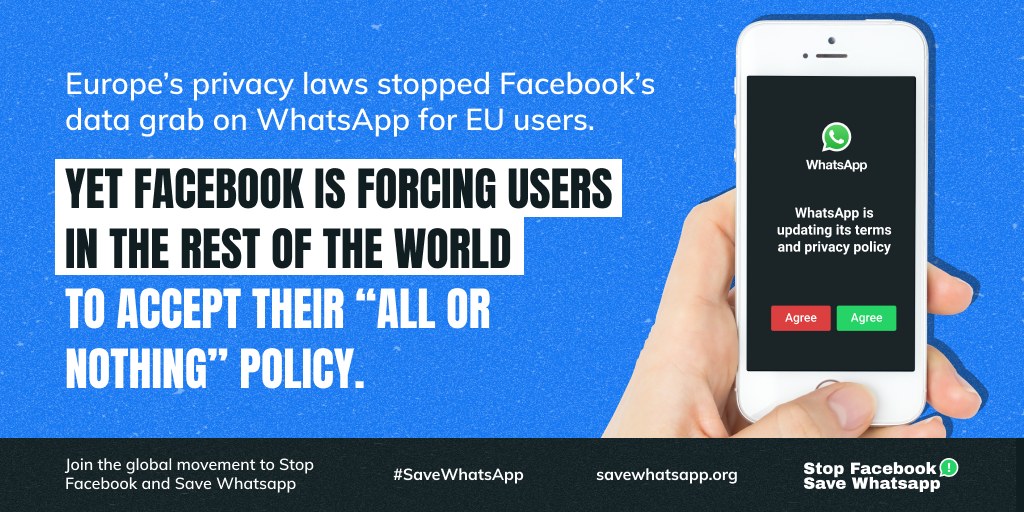 Europe’s privacy laws stopped Facebook’s
data grab on WhatsApp for EU users.
YET FACEBOOK IS FORCING USERS
IN THE REST OF THE WORLD
TO ACCEPT THEIR “ALL OR
NOTHING” POLICY.
WhatsApp
WhatsApp is
updating its terms
and privacy policy
Agree Agree
Join the global movement to Stop
Facebook and Save Whatsapp
#SaveWhatsApp
savewhatsapp.org
Stop Facebook
Save Whatsapp